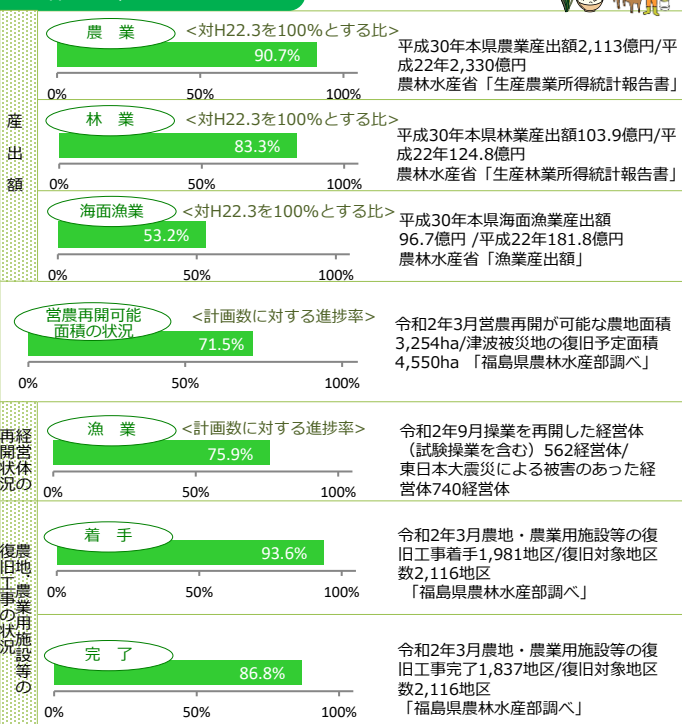 産出額
農　業
<対H22.3を100%とする比>
90.7%
0%
50%
100%
平成30年本県農業産出額2,113億円/平
成22年2,330億円
農林水産省「生産農業所得統計報告書」
林　業
<対H22.3を100%とする比>
83.3%
0%
50%
100%
平成30年本県林業産出額103.9億円/平
成22年124.8億円
農林水産省「生産林業所得統計報告書」
海面漁業
<対H22.3を100%とする比>
53.2%
0%
50%
100%
平成30年本県海面漁業産出額
96.7億円 /平成22年181.8億円
農林水産省「漁業産出額」
営農再開可能
面積の状況
<計画数に対する進捗率>
71.5%
0%
50%
100%
令和2年3月営農再開が可能な農地面積
3,254ha/津波被災地の復旧予定面積
4,550ha 「福島県農林水産部調べ」
経営体の
再開状況
漁　業
<計画数に対する進捗率>
75.9%
0%
50%
100%
令和2年9月操業を再開した経営体
（試験操業を含む）562経営体/
東日本大震災による被害のあった経
営体740経営体
農地、農業用施設等の
復旧工事の状況
着　手
93.6%
0%
50%
100%
令和2年3月農地・農業用施設等の復
旧工事着手1,981地区/復旧対象地区
数2,116地区
「福島県農林水産部調べ」
完　了
86.8%
0%
50%
100%
令和2年3月農地・農業用施設等の復
旧工事完了1,837地区/復旧対象地区
数2,116地区
「福島県農林水産部調べ」